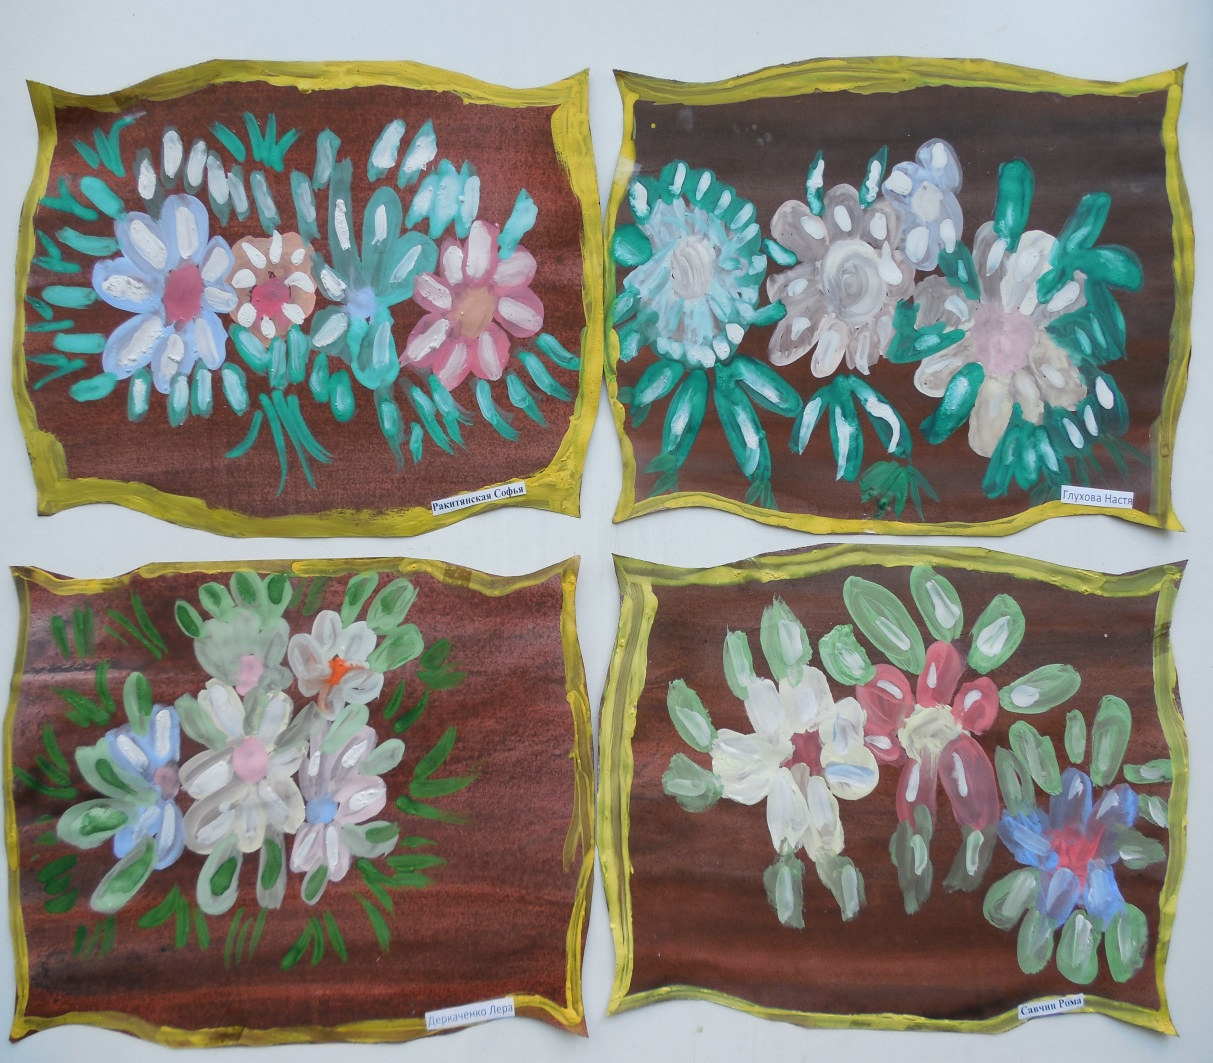 Ракитянская Софья
Глухова Настя
Деркаченко Лера
Савчин Рома